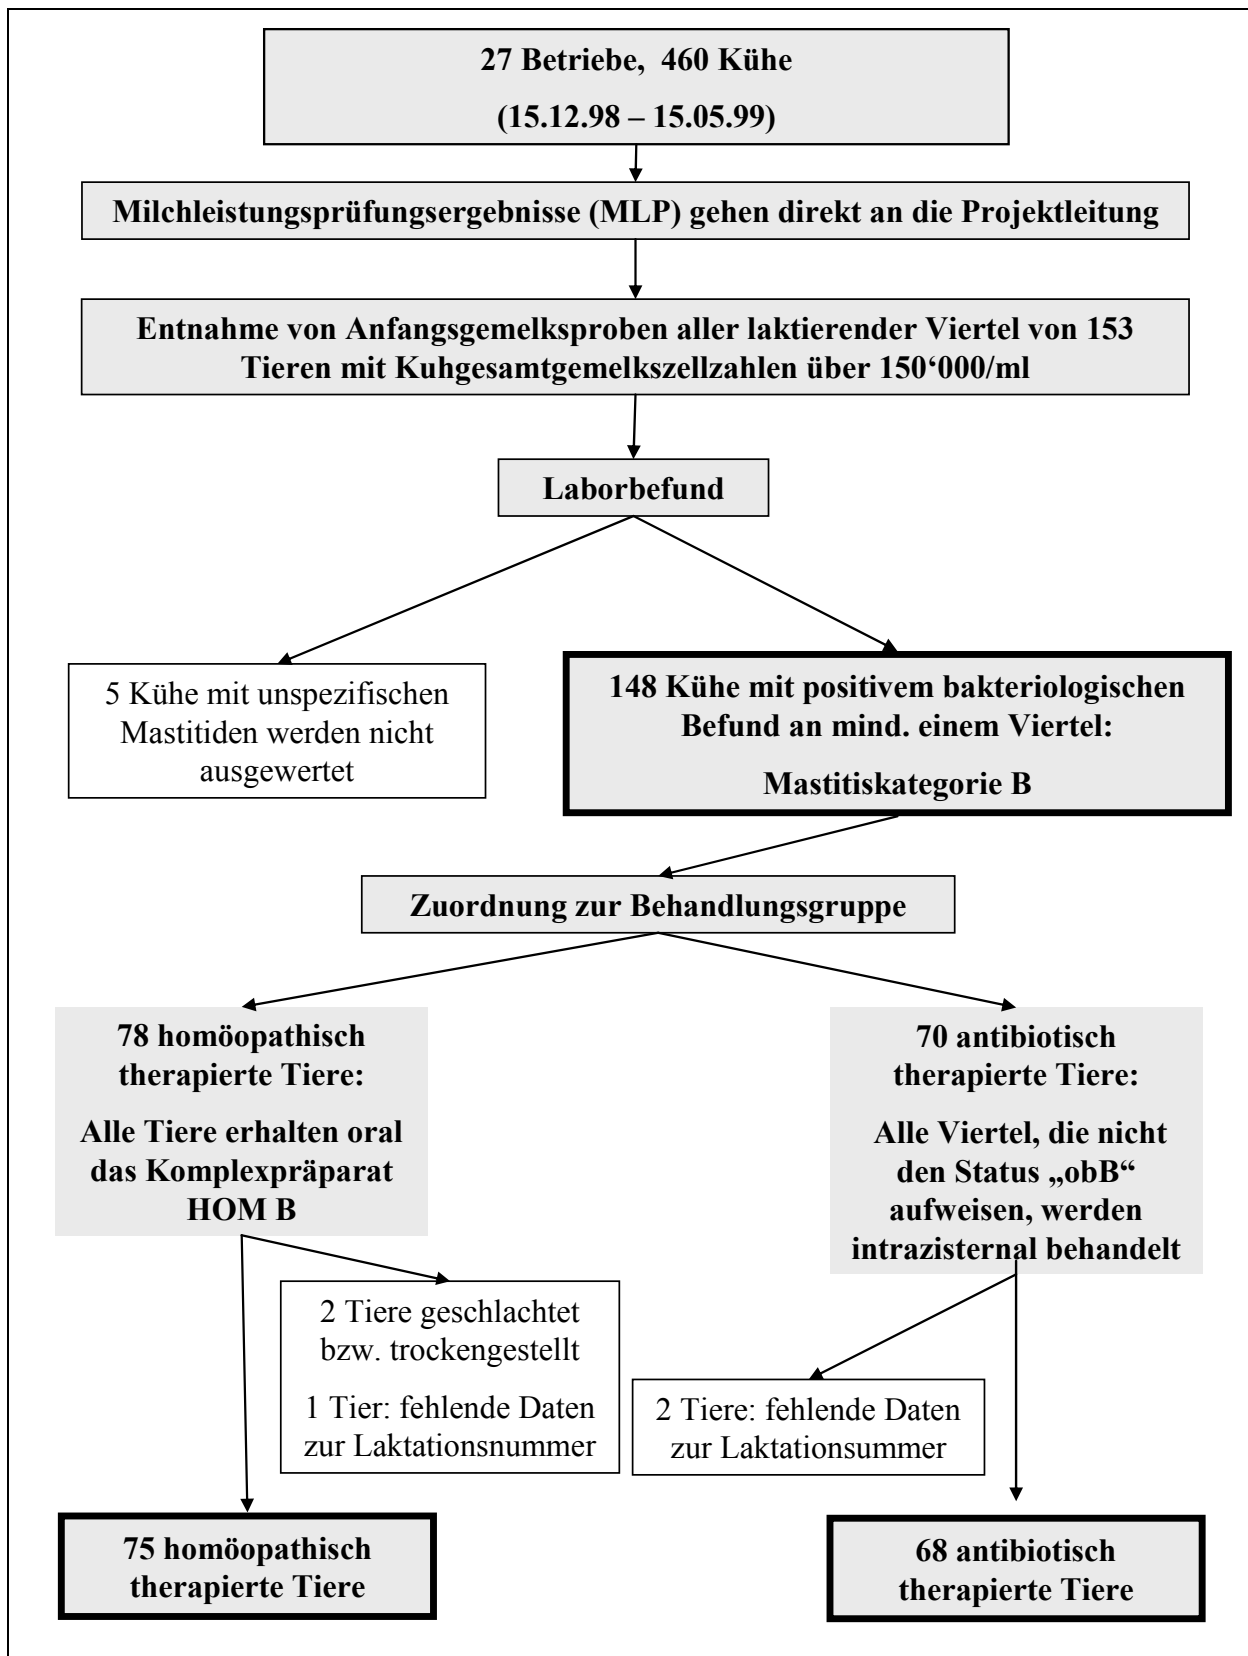 27 Betriebe,  460 Kühe
(15.12.98 – 15.05.99)
Milchleistungsprüfungsergebnisse (MLP) gehen direkt an die Projektleitung
Entnahme von Anfangsgemelksproben aller laktierender Viertel von 153
Tieren mit Kuhgesamtgemelkszellzahlen über 150‘000/ml
Laborbefund
5 Kühe mit unspezifischen
Mastitiden werden nicht
ausgewertet
148 Kühe mit positivem bakteriologischen
Befund an mind. einem Viertel:
Mastitiskategorie B
Zuordnung zur Behandlungsgruppe
78 homöopathisch
therapierte Tiere:
Alle Tiere erhalten oral
das Komplexpräparat
HOM B
70 antibiotisch
therapierte Tiere:
Alle Viertel, die nicht
den Status „obB“
aufweisen, werden
intrazisternal behandelt
2 Tiere geschlachtet
bzw. trockengestellt
1 Tier: fehlende Daten
zur Laktationsnummer
2 Tiere: fehlende Daten
zur Laktationsummer
75 homöopathisch
therapierte Tiere
68 antibiotisch
therapierte Tiere